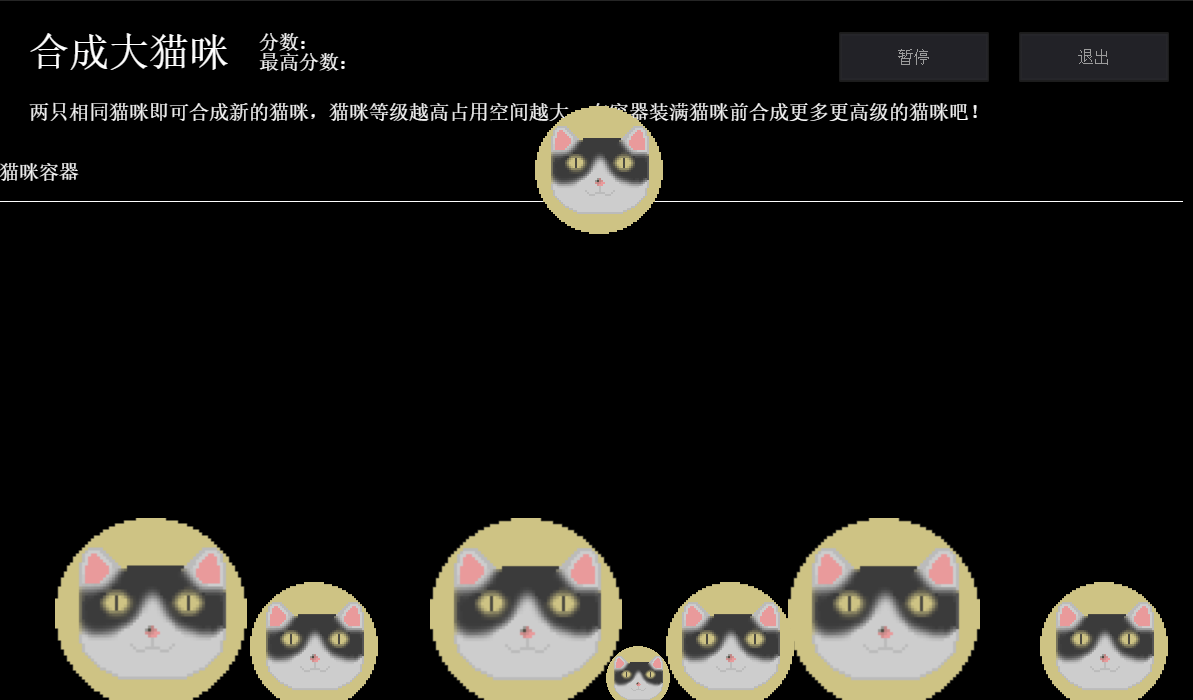 合成大猫咪
分数：
最高分数：
暂停
退出
两只相同猫咪即可合成新的猫咪，猫咪等级越高占用空间越大 容器装满猫咪前合成更多更高级的猫咪吧！
猫咪容器